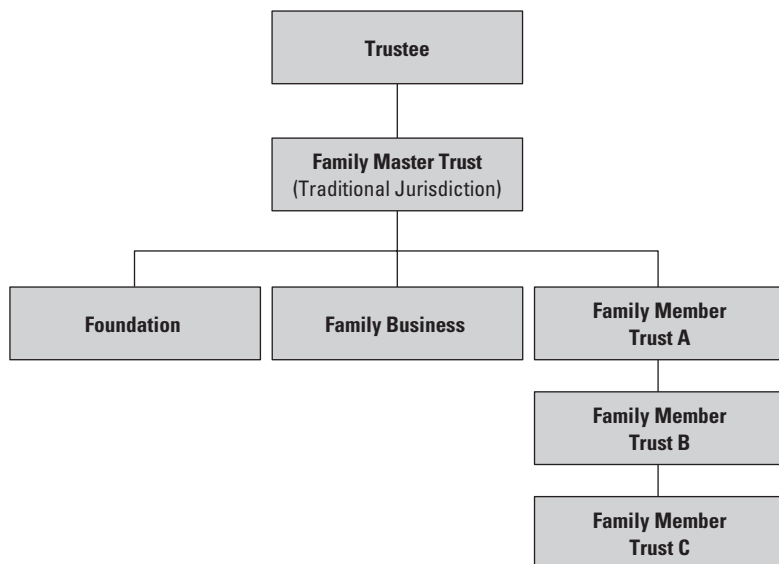 Trustee
Family Master Trust
(Traditional Jurisdiction)
Foundation
Family Business
Family Member
Trust A
Family Member
Trust B
Family Member
Trust C